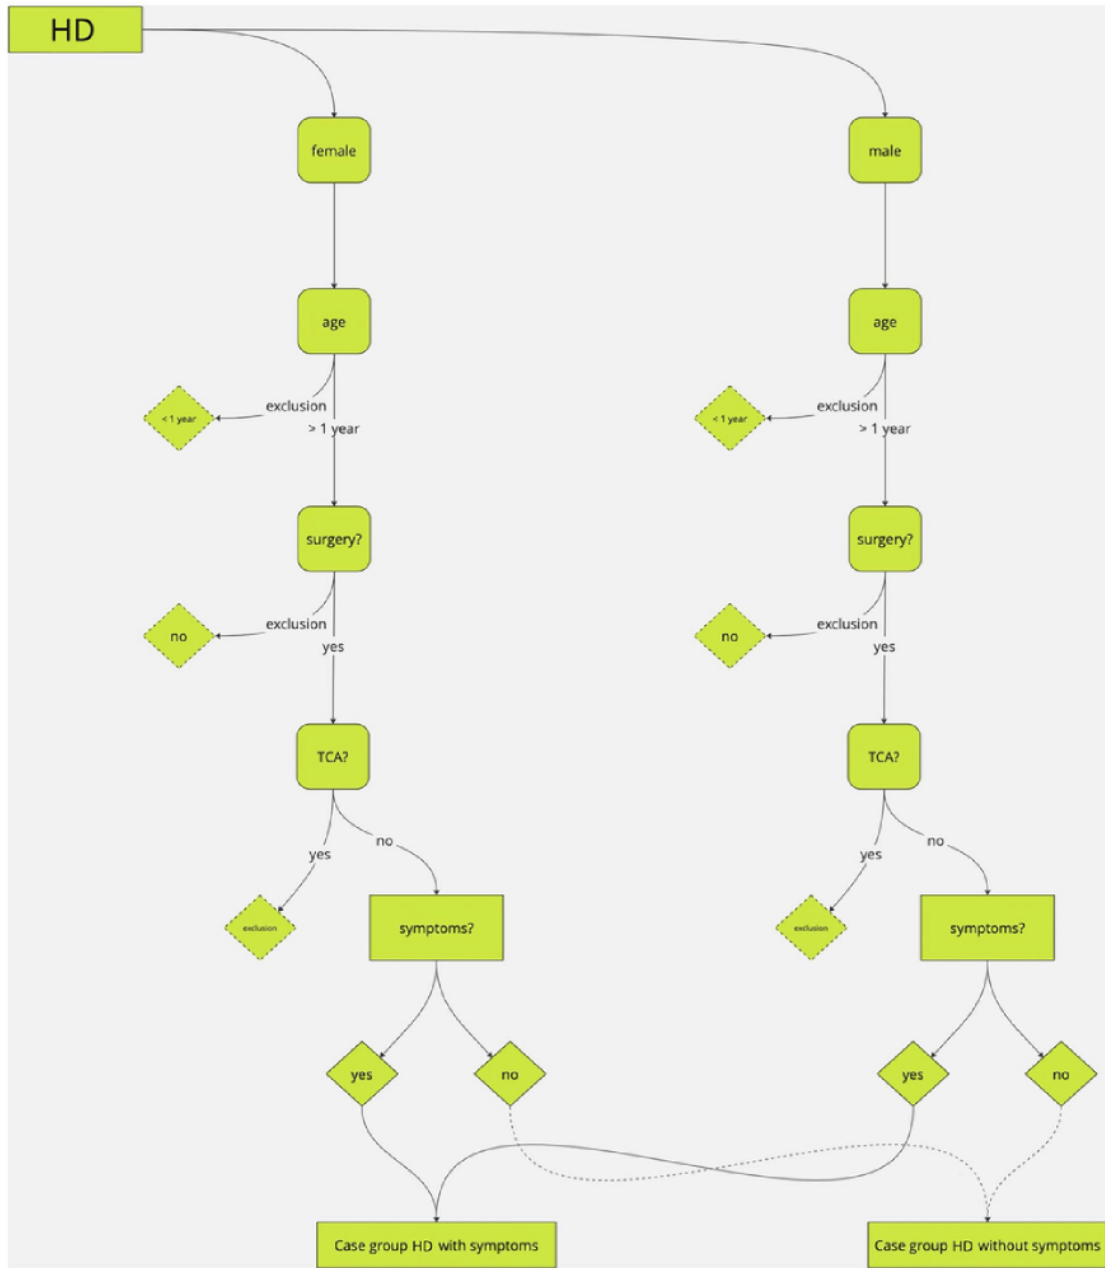 HD
female
male
age
age
exclusion
exclusion
< 1 year
< 1 year
> 1 year
> 1 year
surgery?
surgery?
exclusion
exclusion
no
no
yes
yes
TCA?
TCA?
no
no
yes
yes
exclusion
exclusion
symptoms?
symptoms?
yes
no
yes
no
Case group HD with symptoms
Case group HD without symptoms